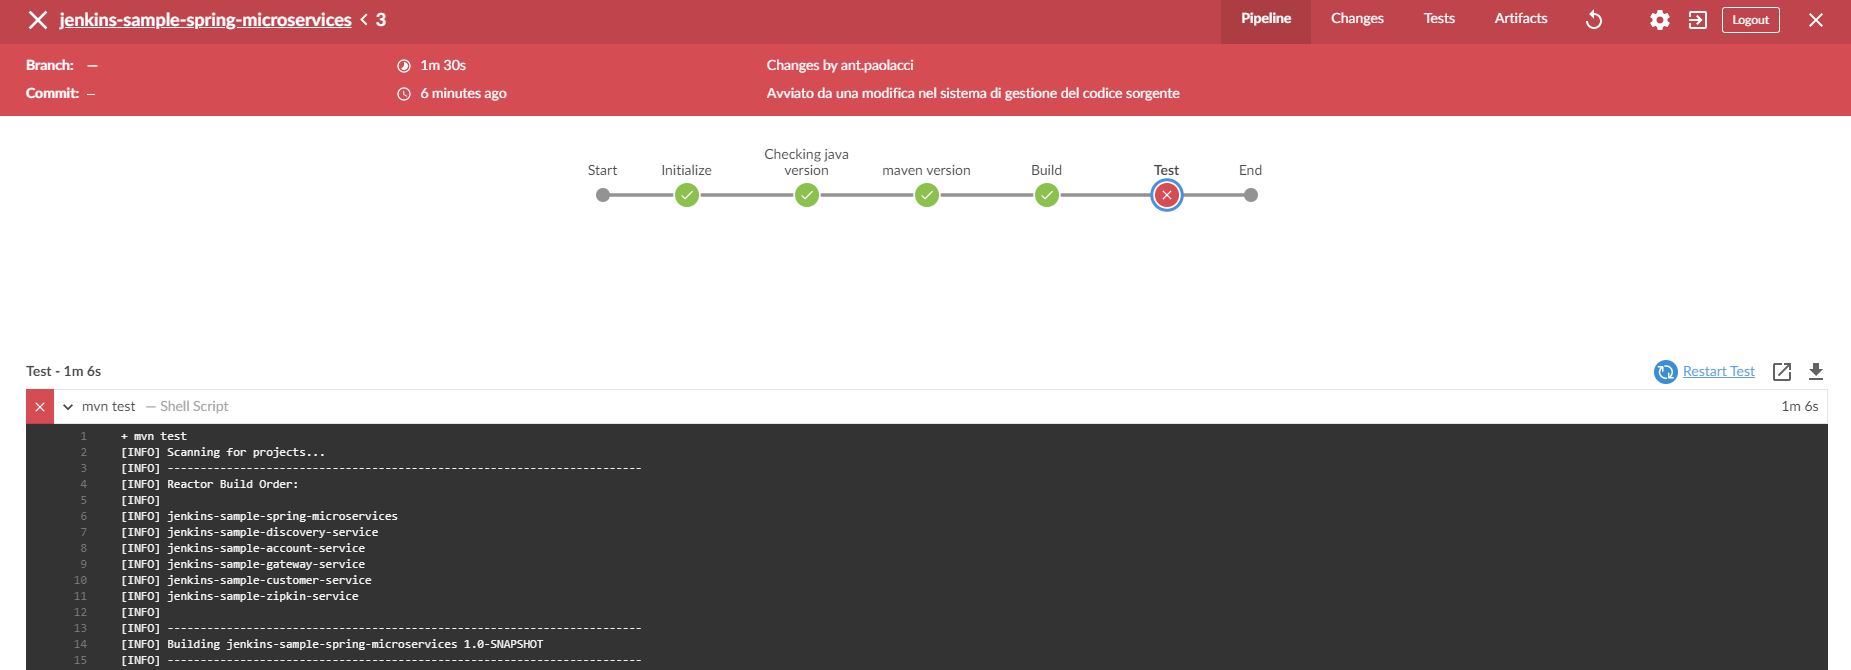 jenkins-sample-spring-microservices < 3
Pipeline Changes Tests Artifacts Logout
Branch: — 1m 30s Changes by ant.paolacci
Commit: – 6 minutes ago Avviato da una modifica nel sistema di gestione del codice sorgente
Start Initialize Checking java version maven version Build Test End
Test - 1m 6s Restart Test
mvn test — Shell Script 1m 6s
1 + mvn test
2 [INFO] Scanning for projects...
3 [INFO] ------------------------------------------------------------------------
4 [INFO] Reactor Build Order:
5 [INFO]
6 [INFO] jenkins-sample-spring-microservices
7 [INFO] jenkins-sample-discovery-service
8 [INFO] jenkins-sample-account-service
9 [INFO] jenkins-sample-gateway-service
10 [INFO] jenkins-sample-customer-service
11 [INFO] jenkins-sample-zipkin-service
12 [INFO]
13 [INFO] ------------------------------------------------------------------------
14 [INFO] Building jenkins-sample-spring-microservices 1.0-SNAPSHOT
15 [INFO] ------------------------------------------------------------------------